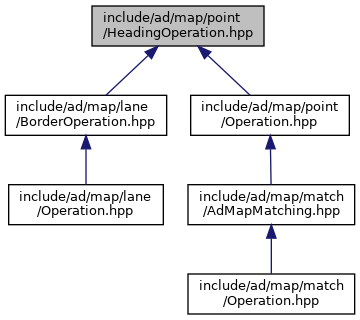 include/ad/map/point
/HeadingOperation.hpp
include/ad/map/lane
/BorderOperation.hpp
include/ad/map/point
/Operation.hpp
include/ad/map/lane
/Operation.hpp
include/ad/map/match
/AdMapMatching.hpp
include/ad/map/match
/Operation.hpp